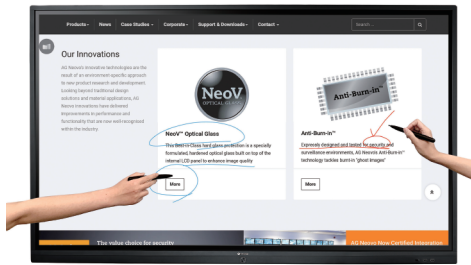 Products
News
Case Studies
Corporate
Support & Downloads
Contact
Search...
Our Innovations
AG Neovo's innovative technologies are the
result of an environment-specific approach
to new product research and development.
Looking beyond traditional design
solutions and material applications, AG
Neovo innovations have delivered
improvements in performance and
functionality that are now well-recognized
within the industry.
NeoV
OPTICAL GLASS
NeoV™ Optical Glass
This Best-in-Class hard glass protection is a specially
formulated, hardened optical glass built on top of the
internal LCD panel to enhance image quality
More
Anti-Burn-in™
Anti-Burn-in™
Expressly designed and tested for security and
surveillance environments, AG Neovo's Anti-Burn-in™
technology tackles burn-in "ghost images"
More
The value choice for security
AG Neovo Now Certified Integration